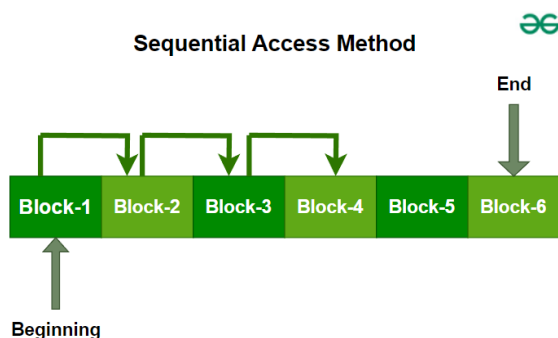 Sequential Access Method
End
Block-1 Block-2 Block-3 Block-4 Block-5 Block-6
Beginning